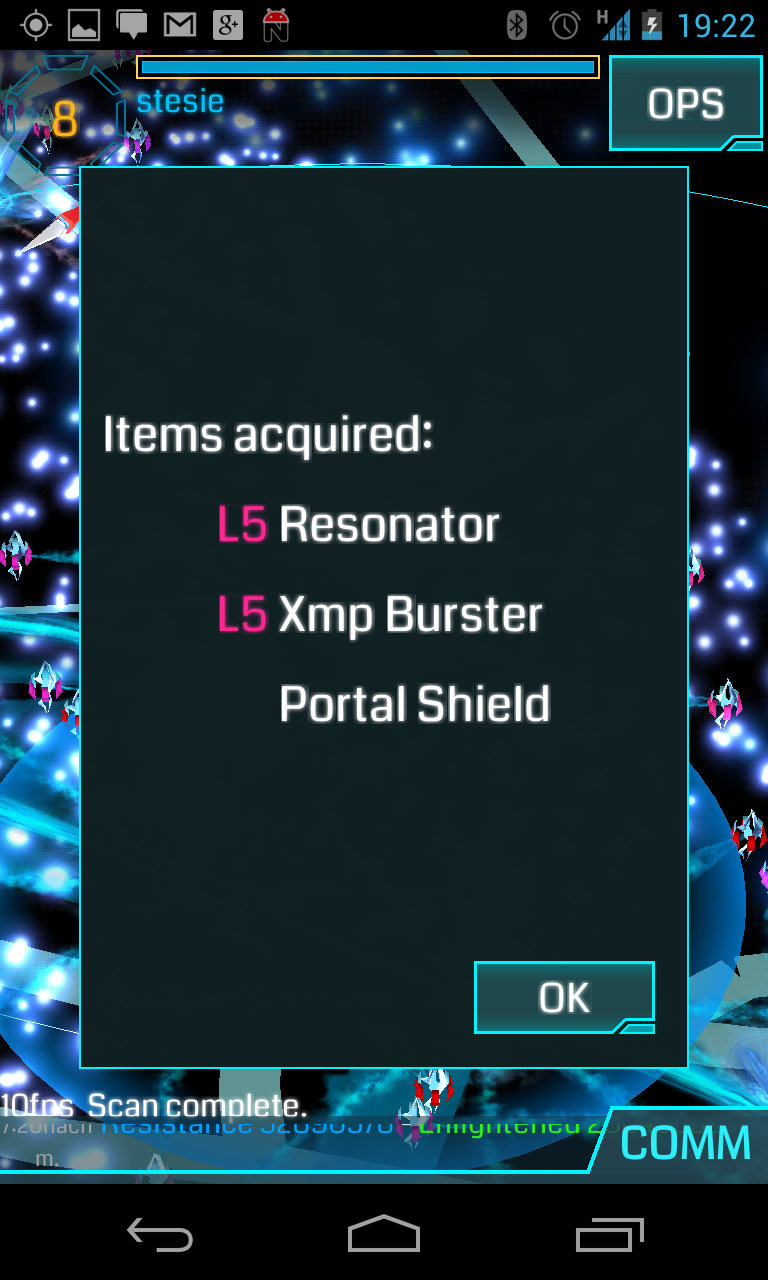 H 19:22
8 stesie OPS
Items acquired:
L5 Resonator
L5 Xmp Burster
Portal Shield
OK
10fps Scan complete.
Resistance Enlightened
COMM
m.